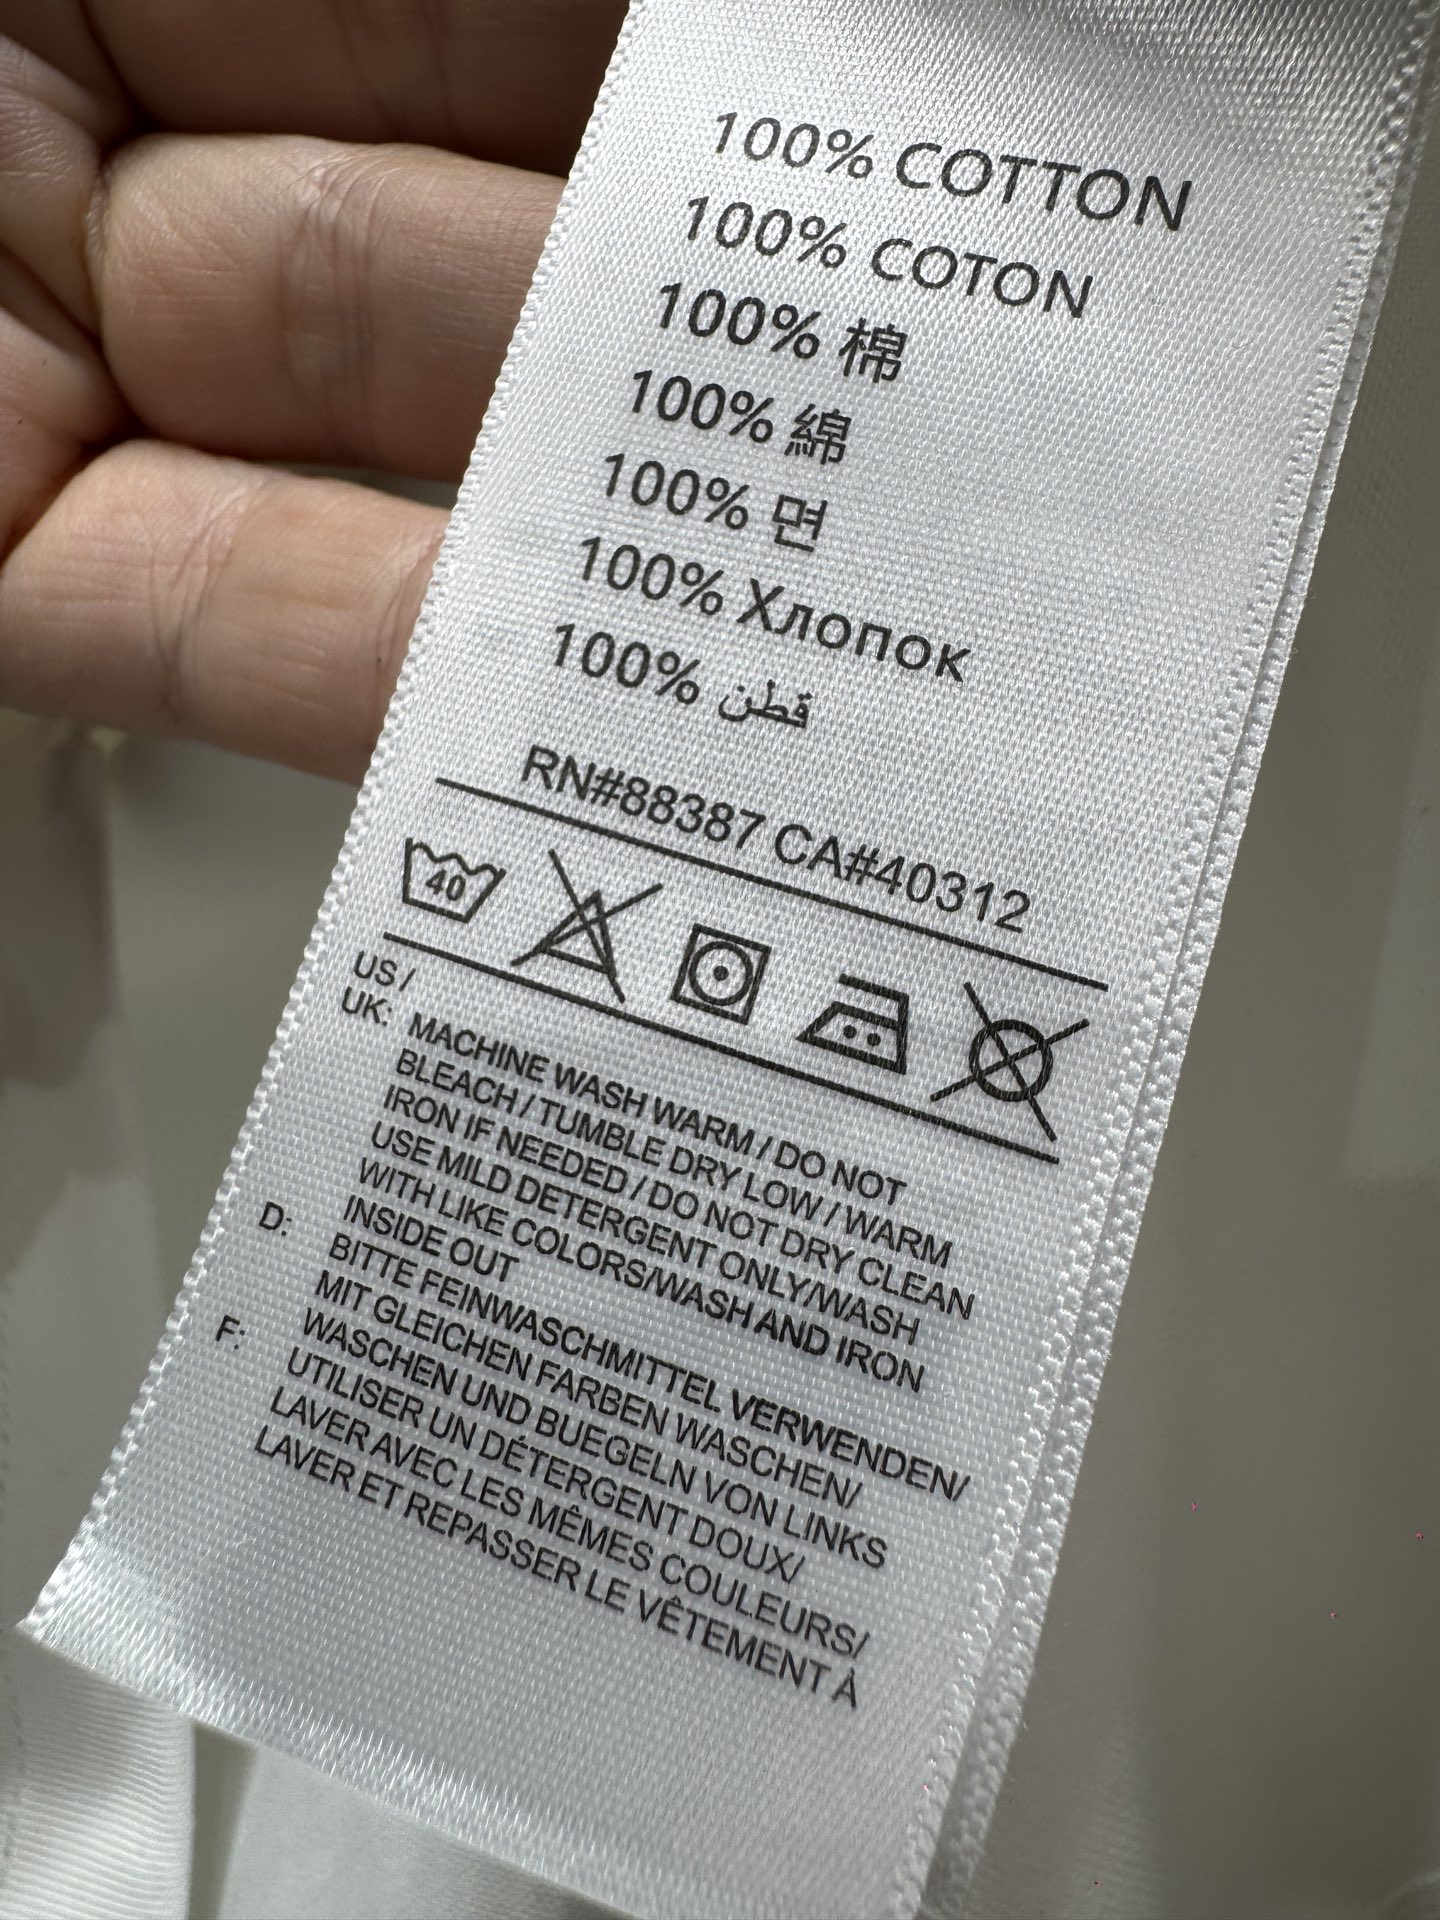 100% COTTON
100% COTON
100% 棉
100% 綿
100% 면
100% Хлопок
100% قطن
RN#88387 CA#40312
40
US /
UK: MACHINE WASH WARM / DO NOT
BLEACH / TUMBLE DRY LOW / WARM
IRON IF NEEDED / DO NOT DRY CLEAN
USE MILD DETERGENT ONLY/WASH
WITH LIKE COLORS/WASH AND IRON
INSIDE OUT
D: BITTE FEINWASCHMITTEL VERWENDEN/
MIT GLEICHEN FARBEN WASCHEN/
WASCHEN UND BUEGELN VON LINKS
F: UTILISER UN DÉTERGENT DOUX/
LAVER AVEC LES MÊMES COULEURS/
LAVER ET REPASSER LE VÊTEMENT À